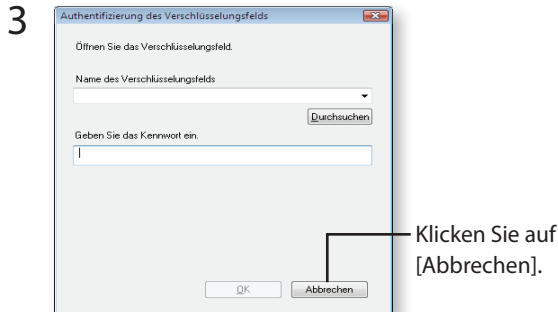 3
Authentifizierung des Verschlüsselungsfelds
Öffnen Sie das Verschlüsselungsfeld.
Name des Verschlüsselungsfelds
Durchsuchen
Geben Sie das Kennwort ein.
Klicken Sie auf
[Abbrechen].
OK Abbrechen